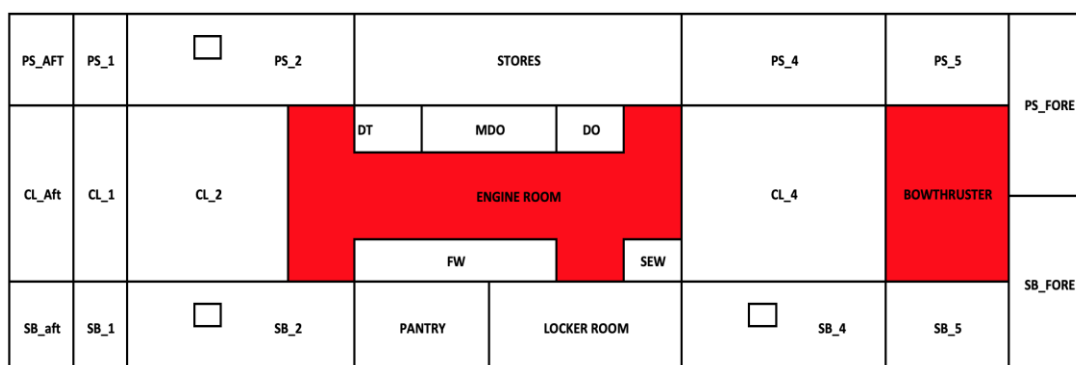 PS_AFT PS_1 PS_2 STORES PS_4 PS_5
PS_FORE
DT MDO DO
CL_Aft CL_1 CL_2 ENGINE ROOM CL_4 BOWTHRUSTER
FW SEW
SB_FORE
SB_aft SB_1 SB_2 PANTRY LOCKER ROOM SB_4 SB_5